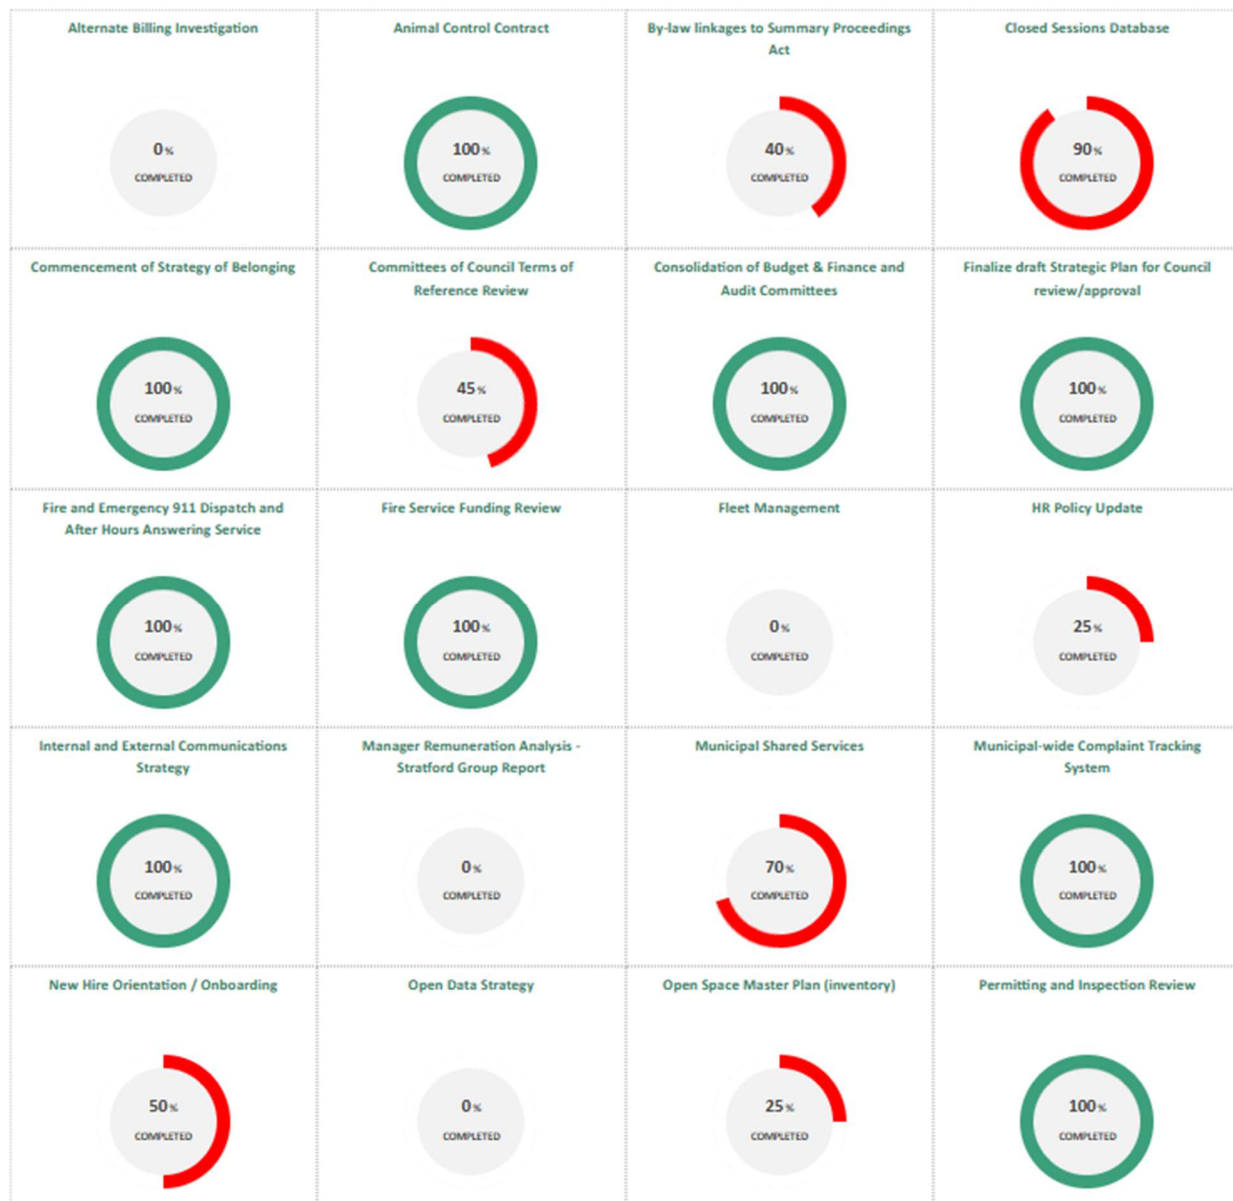 Alternate Billing Investigation
0%
COMPLETED
Animal Control Contract
100%
COMPLETED
By-law linkages to Summary Proceedings
Act
40%
COMPLETED
Closed Sessions Database
90%
COMPLETED
Commencement of Strategy of Belonging
100%
COMPLETED
Committees of Council Terms of
Reference Review
45%
COMPLETED
Consolidation of Budget & Finance and
Audit Committees
100%
COMPLETED
Finalize draft Strategic Plan for Council
review/approval
100%
COMPLETED
Fire and Emergency 911 Dispatch and
After Hours Answering Service
100%
COMPLETED
Fire Service Funding Review
100%
COMPLETED
Fleet Management
0%
COMPLETED
HR Policy Update
25%
COMPLETED
Internal and External Communications
Strategy
100%
COMPLETED
Manager Remuneration Analysis -
Stratford Group Report
0%
COMPLETED
Municipal Shared Services
70%
COMPLETED
Municipal-wide Complaint Tracking
System
100%
COMPLETED
New Hire Orientation / Onboarding
50%
COMPLETED
Open Data Strategy
0%
COMPLETED
Open Space Master Plan (inventory)
25%
COMPLETED
Permitting and Inspection Review
100%
COMPLETED